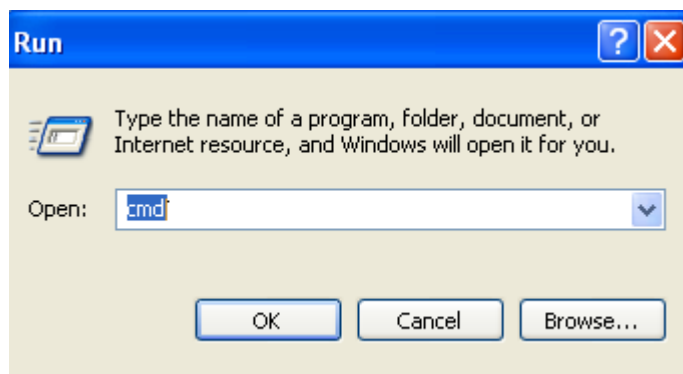 Run
Type the name of a program, folder, document, or
Internet resource, and Windows will open it for you.
Open: cmd
OK Cancel Browse...